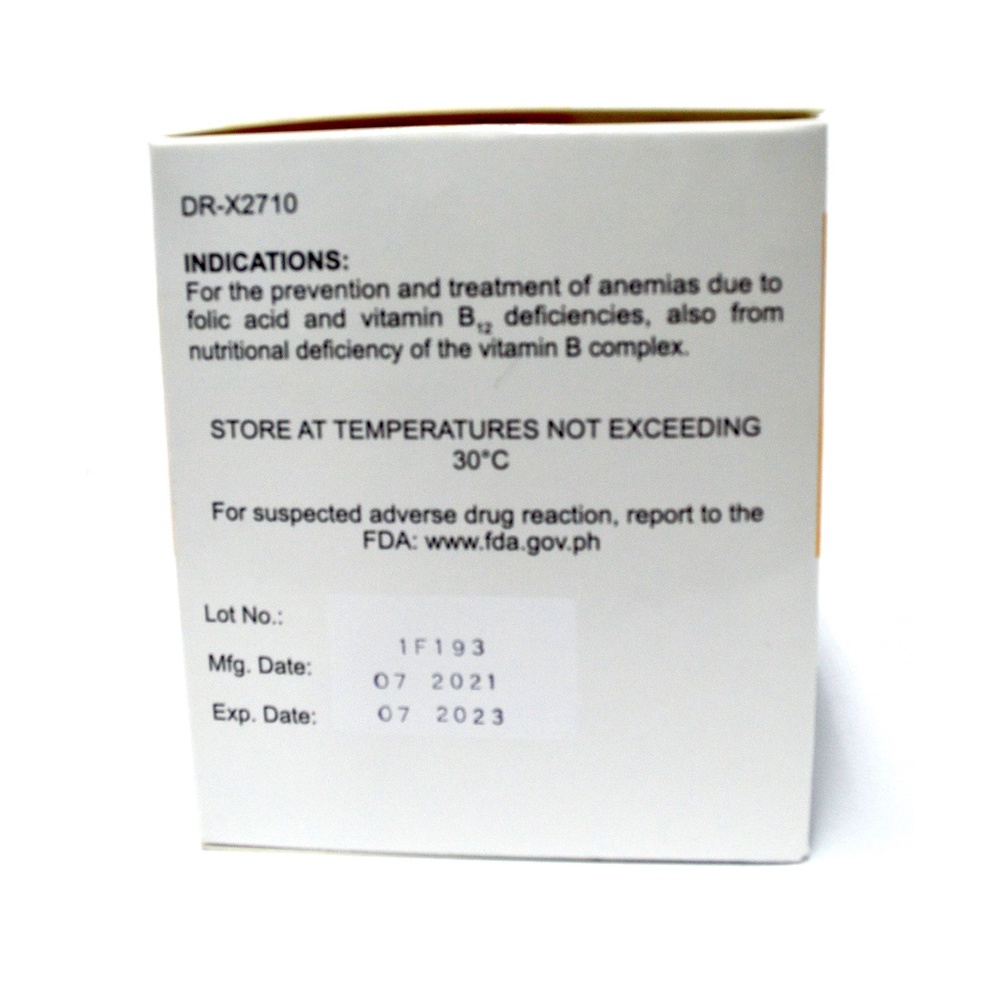 DR-X2710
INDICATIONS:
For the prevention and treatment of anemias due to
folic acid and vitamin B12 deficiencies, also from
nutritional deficiency of the vitamin B complex.
STORE AT TEMPERATURES NOT EXCEEDING
30°C
For suspected adverse drug reaction, report to the
FDA: www.fda.gov.ph
Lot No.: 1F193
Mfg. Date: 07 2021
Exp. Date: 07 2023